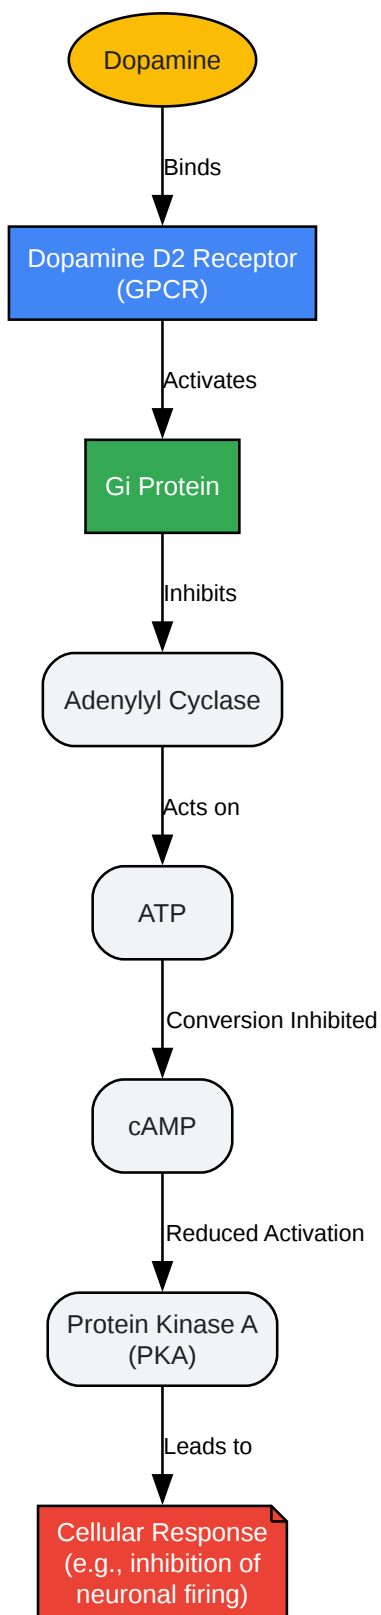 Dopamine
Binds
Dopamine D2 Receptor
(GPCR)
Activates
Gi Protein
Inhibits
Adenylyl Cyclase
Acts on
ATP
Conversion Inhibited
cAMP
Reduced Activation
Protein Kinase A
(PKA)
Leads to
Cellular Response
(e.g., inhibition of
neuronal firing)